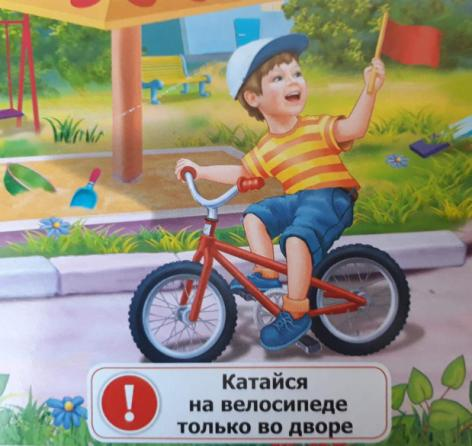 !
Катайся
на велосипеде
только во дворе